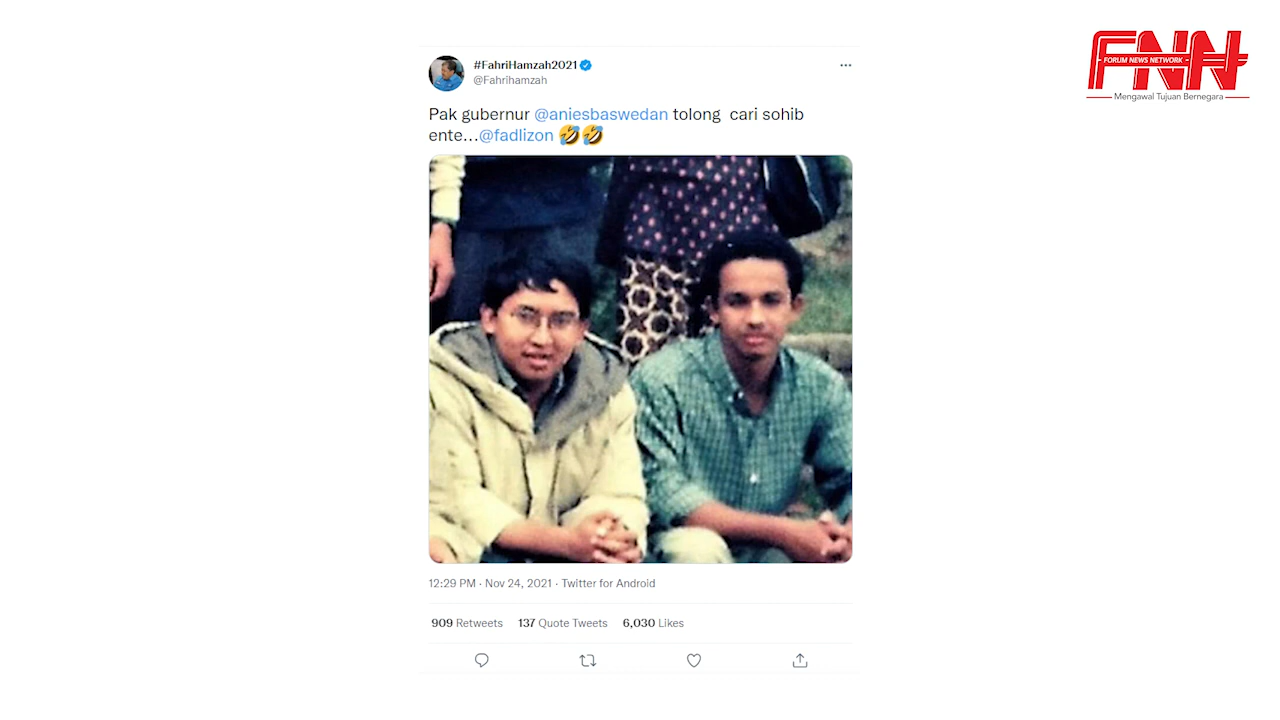 FNN
FORUM NEWS NETWORK
Mengawal Tujuan Bernegara
#FahriHamzah2021
@Fahrihamzah
Pak gubernur @aniesbaswedan tolong  cari sohib
ente...@fadlizon 🤣🤣
12:29 PM · Nov 24, 2021 · Twitter for Android
909 Retweets 137 Quote Tweets 6,030 Likes